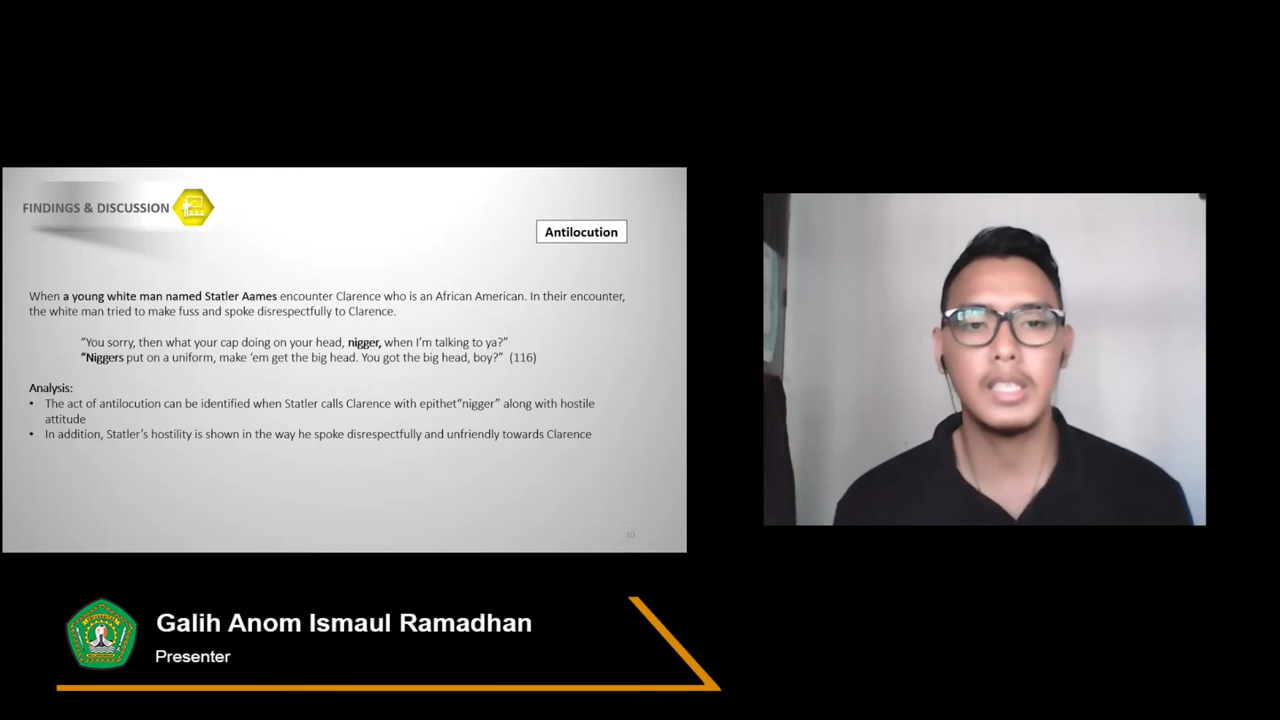 FINDINGS & DISCUSSION
Antilocution
When a young white man named Statler Aames encounter Clarence who is an African American. In their encounter,
the white man tried to make fuss and spoke disrespectfully to Clarence.
“You sorry, then what your cap doing on your head, nigger, when I’m talking to ya?”
“Niggers put on a uniform, make ‘em get the big head. You got the big head, boy?” (116)
Analysis:
• The act of antilocution can be identified when Statler calls Clarence with epithet“nigger” along with hostile
attitude
• In addition, Statler’s hostility is shown in the way he spoke disrespectfully and unfriendly towards Clarence
Galih Anom Ismaul Ramadhan
Presenter